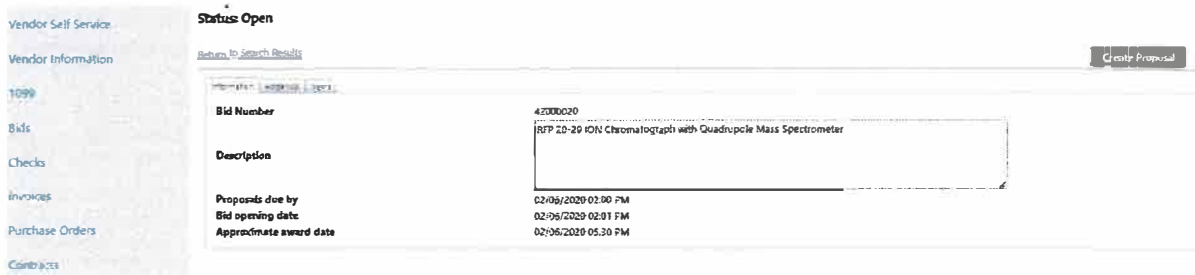 Vendor Self Service
Vendor Information
1099
Bids
Checks
Invoices
Purchase Orders
Contracts
Status: Open
Return to Search Results
Create Proposal
Information
Bid Number 42000020
Description RFP 20-29 ION Chromatograph with Quadrupole Mass Spectrometer
Proposals due by 02/06/2020 02:00 PM
Bid opening date 02/06/2020 02:01 PM
Approximate award date 02/06/2020 05:30 PM